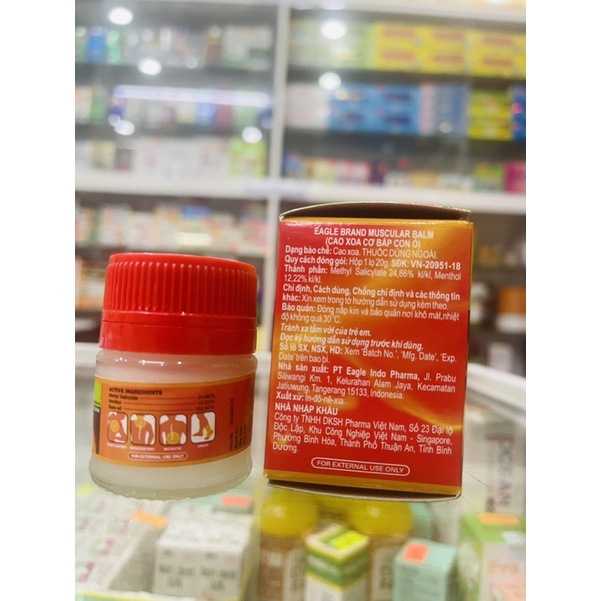 EAGLE BRAND MUSCULAR BALM
(CAO XOA CƠ BẮP CON Ó)
Dạng bào chế: Cao xoa. THUỐC DÙNG NGOÀI.
Quy cách đóng gói: Hộp 1 lọ 20g SĐK: VN-20951-18
Thành phần: Methyl Salicylate 24,66% kl/kl, Menthol
12,22% kl/kl.
Chỉ định, Cách dùng, Chống chỉ định và các thông tin
khác: Xin xem trong tờ hướng dẫn sử dụng kèm theo.
Bảo quản: Đóng nắp kín và bảo quản nơi khô mát, nhiệt
độ không quá 30°C.
Tránh xa tầm với của trẻ em.
Đọc kỹ hướng dẫn sử dụng trước khi dùng.
Số lô SX, NSX, HD: Xem 'Batch No.', 'Mfg. Date', 'Exp.
Date' trên bao bì.
Nhà sản xuất: PT Eagle Indo Pharma, Jl. Prabu
Siliwangi Km. 1, Kelurahan Alam Jaya, Kecamatan
Jatiuwung, Tangerang 15133, Indonesia.
Xuất xứ: In-đô-nê-xia.
NHÀ NHẬP KHẨU
Công ty TNHH DKSH Pharma Việt Nam, Số 23 Đại lộ
Độc Lập, Khu Công Nghiệp Việt Nam - Singapore,
Phường Bình Hòa, Thành Phố Thuận An, Tỉnh Bình
Dương.
FOR EXTERNAL USE ONLY
ACTIVE INGREDIENTS
Methyl Salicylate
Menthol
FOR EXTERNAL USE ONLY